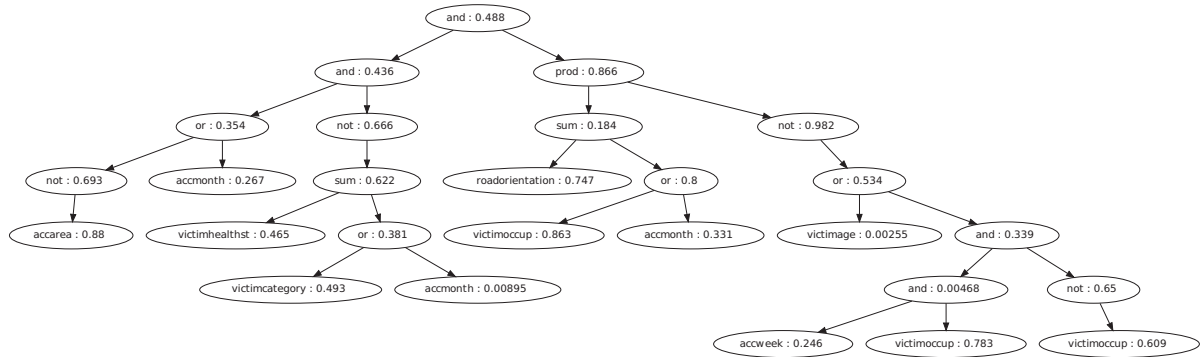 and : 0.488
and : 0.436
prod : 0.866
or : 0.354
not : 0.666
sum : 0.184
not : 0.982
not : 0.693
accmonth : 0.267
sum : 0.622
roadorientation : 0.747
or : 0.8
or : 0.534
accarea : 0.88
victimhealthst : 0.465
or : 0.381
victimoccup : 0.863
accmonth : 0.331
victimage : 0.00255
and : 0.339
victimcategory : 0.493
accmonth : 0.00895
and : 0.00468
not : 0.65
accweek : 0.246
victimoccup : 0.783
victimoccup : 0.609